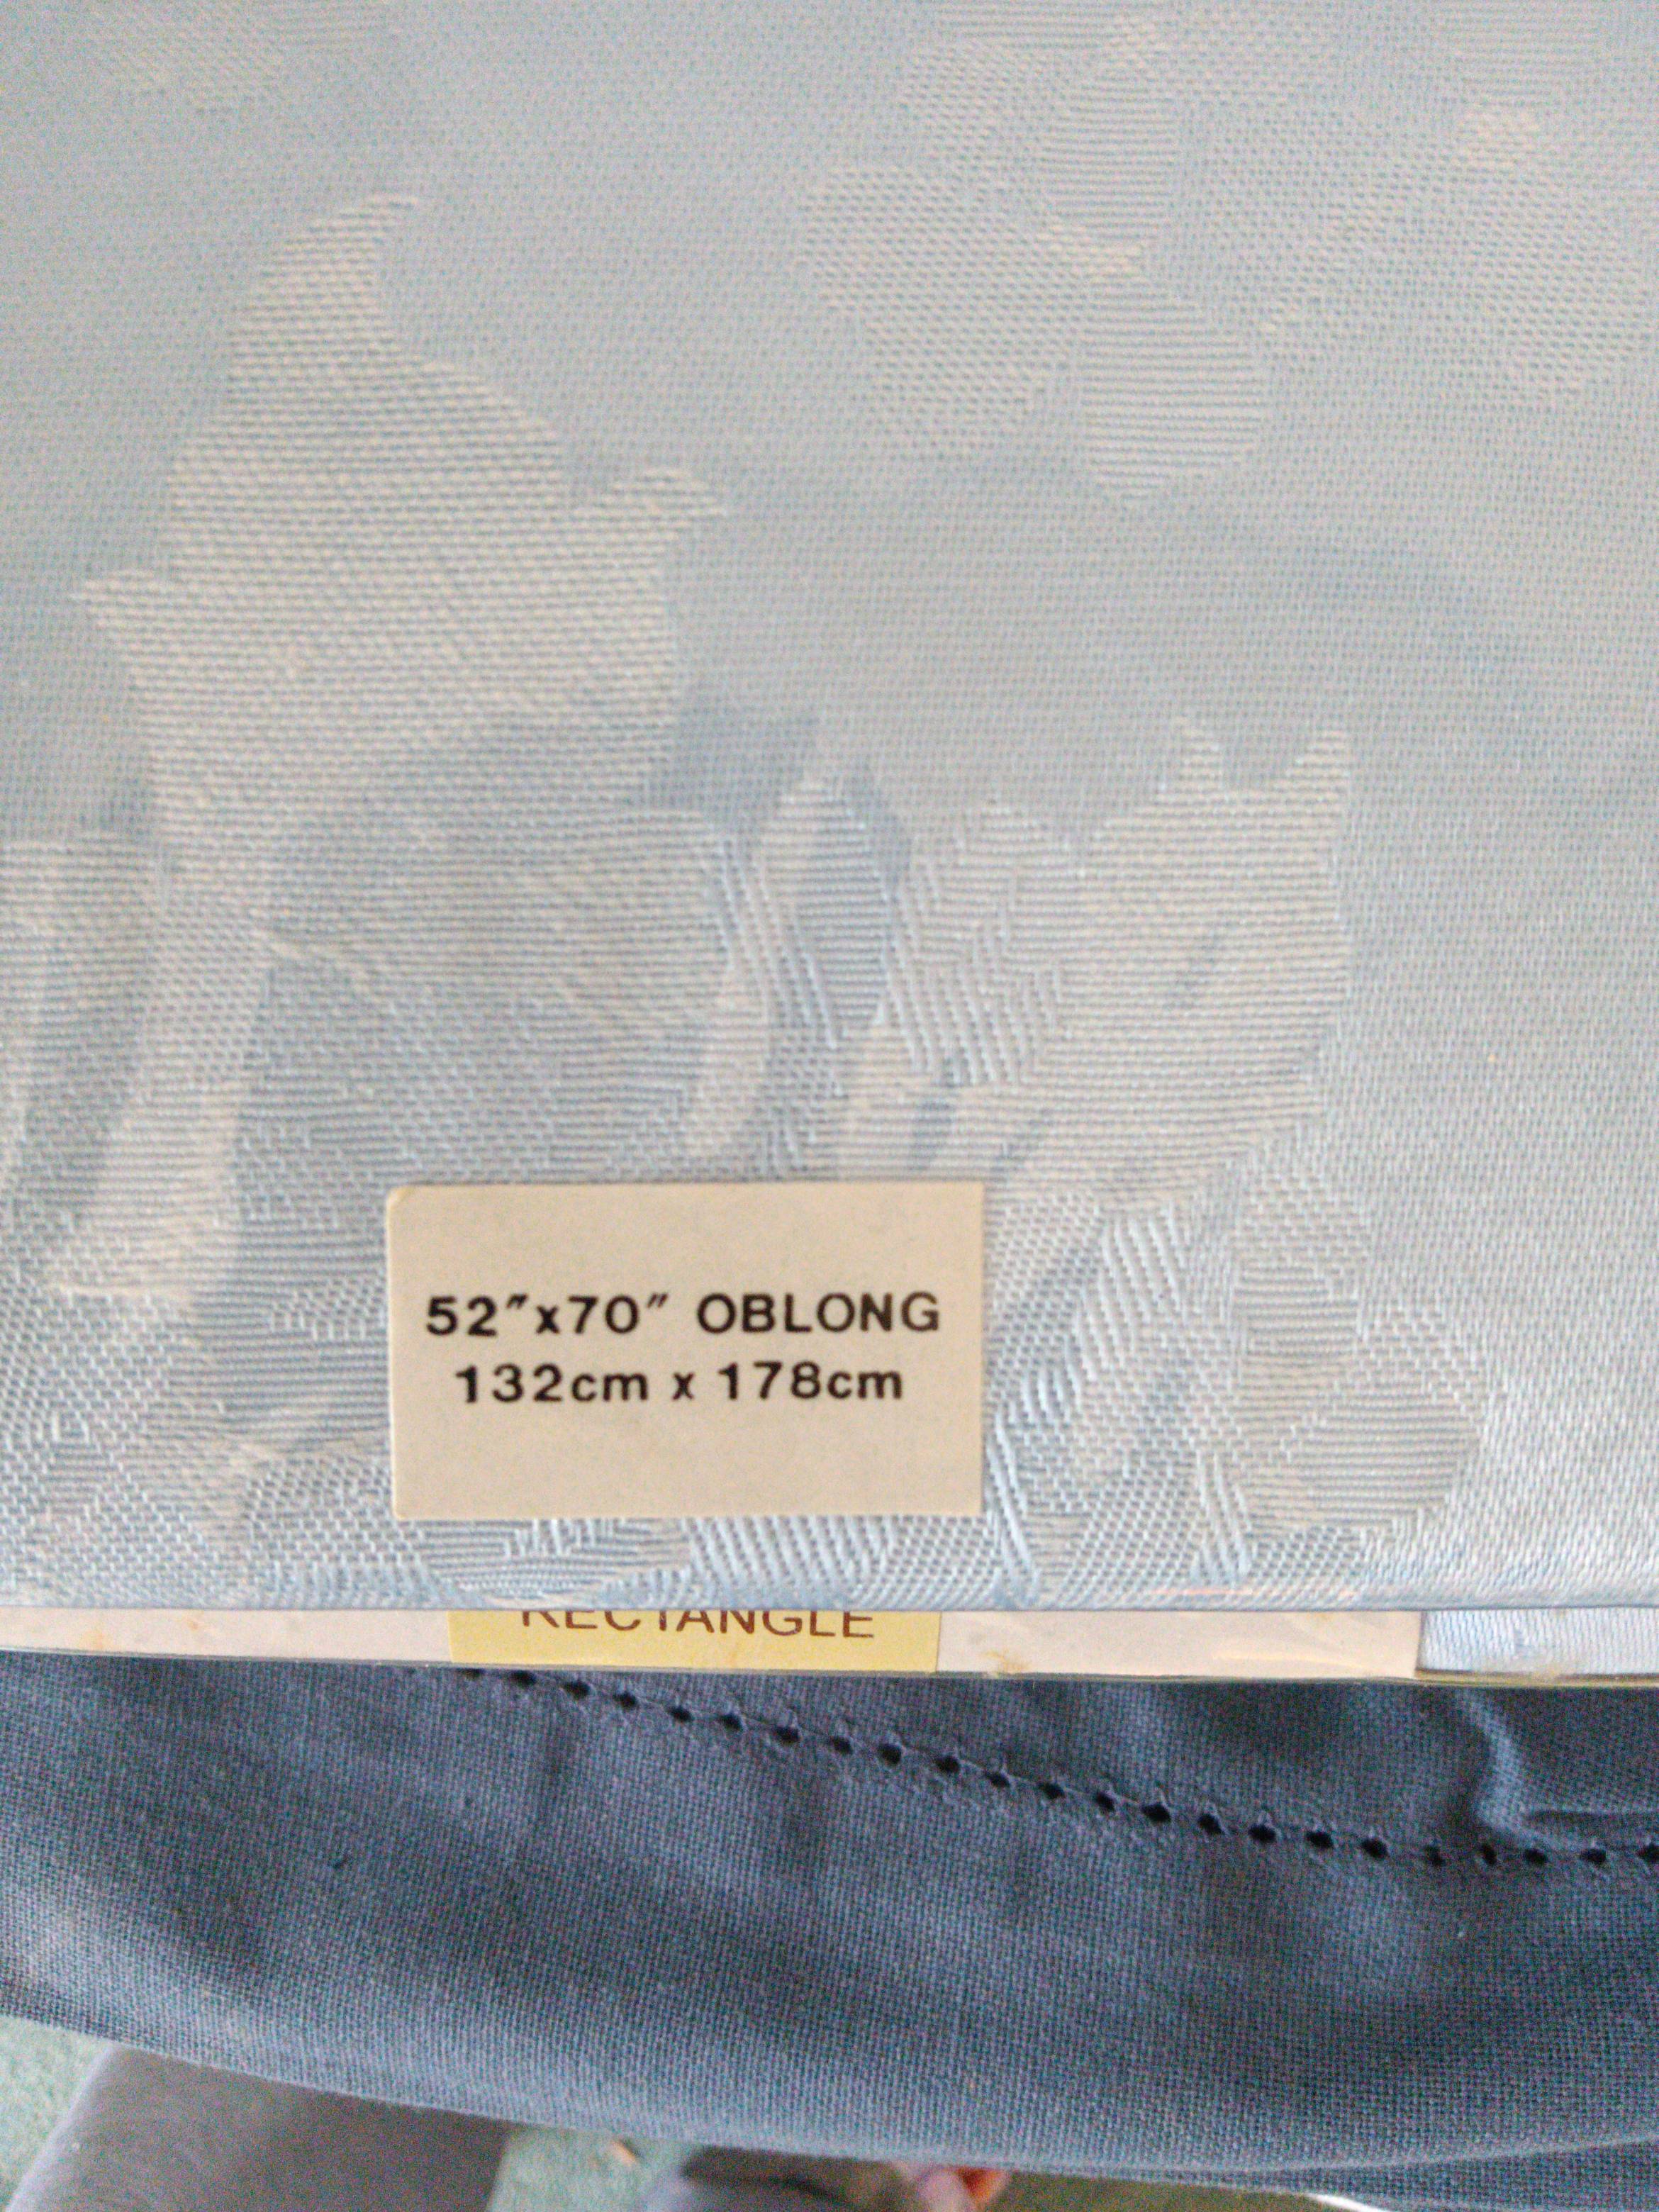 52″x70″ OBLONG
132cm x 178cm
RECTANGLE